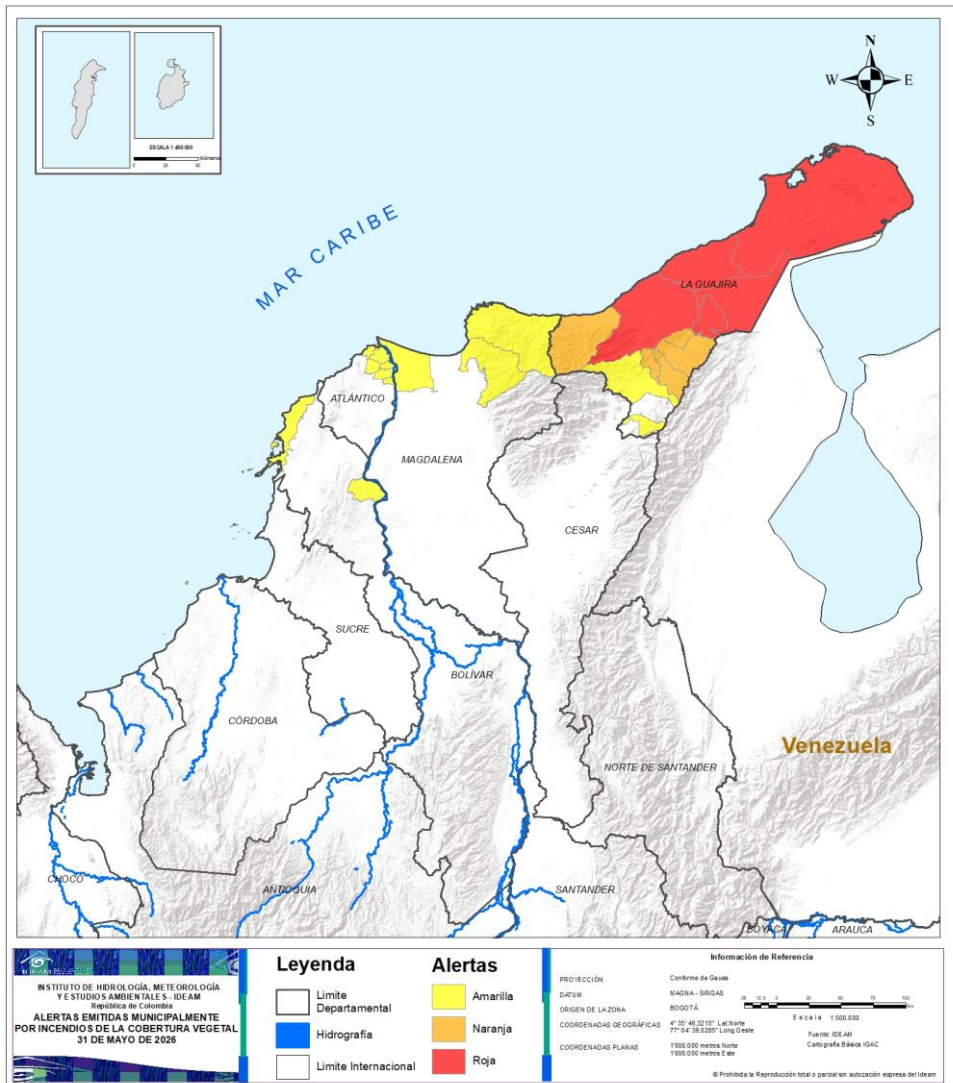 ESCALA 1:400.000
Kilómetros
N
W
E
S
MAR CARIBE
LA GUAJIRA
ATLÁNTICO
MAGDALENA
CESAR
SUCRE
BOLÍVAR
CÓRDOBA
Venezuela
NORTE DE SANTANDER
CHOCÓ
ANTIOQUIA
SANTANDER
BOYACÁ
ARAUCA
IDEAM
INSTITUTO DE HIDROLOGÍA, METEOROLOGÍA
Y ESTUDIOS AMBIENTALES - IDEAM
República de Colombia
ALERTAS EMITIDAS MUNICIPALMENTE
POR INCENDIOS DE LA COBERTURA VEGETAL
31 DE MAYO DE 2026
Leyenda
Limite
Departamental
Hidrografía
Limite Internacional
Alertas
Amarilla
Naranja
Roja
Información de Referencia
PROYECCIÓN Conforme de Gauss
DATUM MAGNA - SIRGAS
ORIGEN DE LA ZONA BOGOTÁ
COORDENADAS GEOGRÁFICAS 4° 35' 46,3215" Lat.Norte
77° 04' 39,0285" Long.Oeste
COORDENADAS PLANAS 1'000.000 metros Norte
1'000.000 metros Este
Escala 1:500.000
Fuente: IDEAM
Cartografía Básica IGAC
© Prohibida la Reproducción total o parcial sin autorización expresa del Ideam